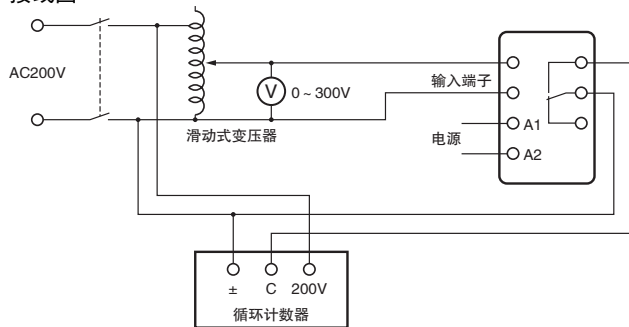 接线图
AC200V
V
0~300V
滑动式变压器
输入端子
电源
A1
A2
± C 200V
循环计数器